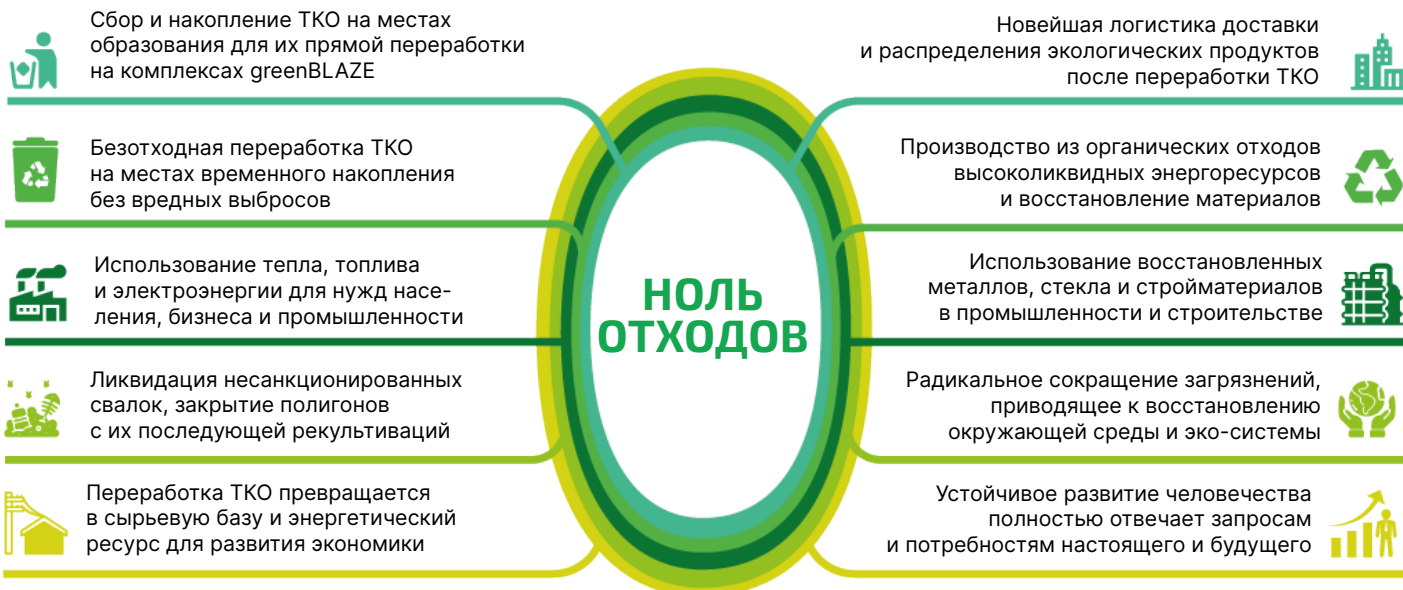 Сбор и накопление ТКО на местах
образования для их прямой переработки
на комплексах greenBLAZE
Безотходная переработка ТКО
на местах временного накопления
без вредных выбросов
Использование тепла, топлива
и электроэнергии для нужд насе-
ления, бизнеса и промышленности
Ликвидация несанкционированных
свалок, закрытие полигонов
с их последующей рекультиваций
Переработка ТКО превращается
в сырьевую базу и энергетический
ресурс для развития экономики
НОЛЬ
ОТХОДОВ
Новейшая логистика доставки
и распределения экологических продуктов
после переработки ТКО
Производство из органических отходов
высоколиквидных энергоресурсов
и восстановление материалов
Использование восстановленных
металлов, стекла и стройматериалов
в промышленности и строительстве
Радикальное сокращение загрязнений,
приводящее к восстановлению
окружающей среды и эко-системы
Устойчивое развитие человечества
полностью отвечает запросам
и потребностям настоящего и будущего